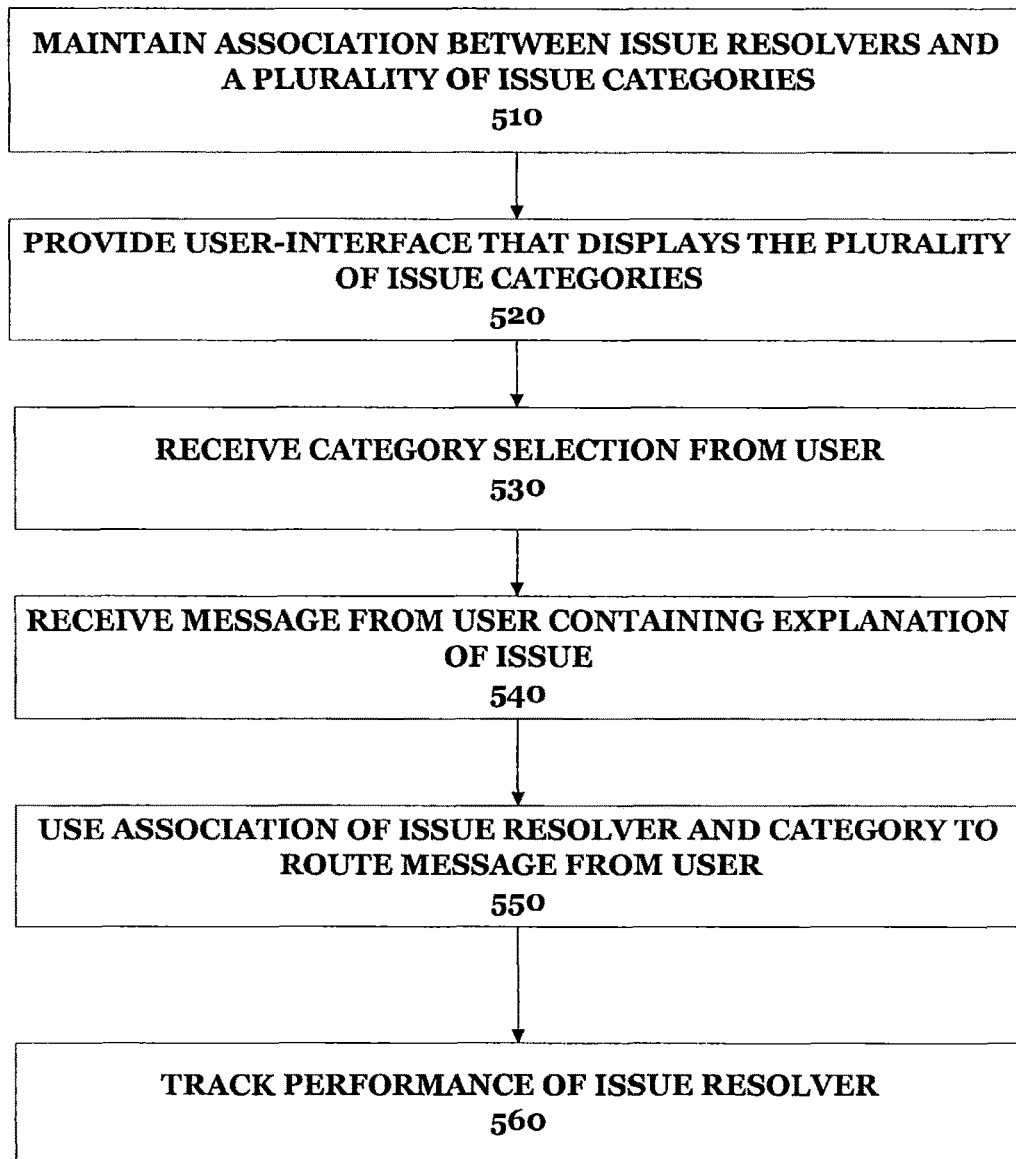 MAINTAIN ASSOCIATION BETWEEN ISSUE RESOLVERS AND
A PLURALITY OF ISSUE CATEGORIES
510
PROVIDE USER-INTERFACE THAT DISPLAYS THE PLURALITY
OF ISSUE CATEGORIES
520
RECEIVE CATEGORY SELECTION FROM USER
530
RECEIVE MESSAGE FROM USER CONTAINING EXPLANATION
OF ISSUE
540
USE ASSOCIATION OF ISSUE RESOLVER AND CATEGORY TO
ROUTE MESSAGE FROM USER
550
TRACK PERFORMANCE OF ISSUE RESOLVER
560